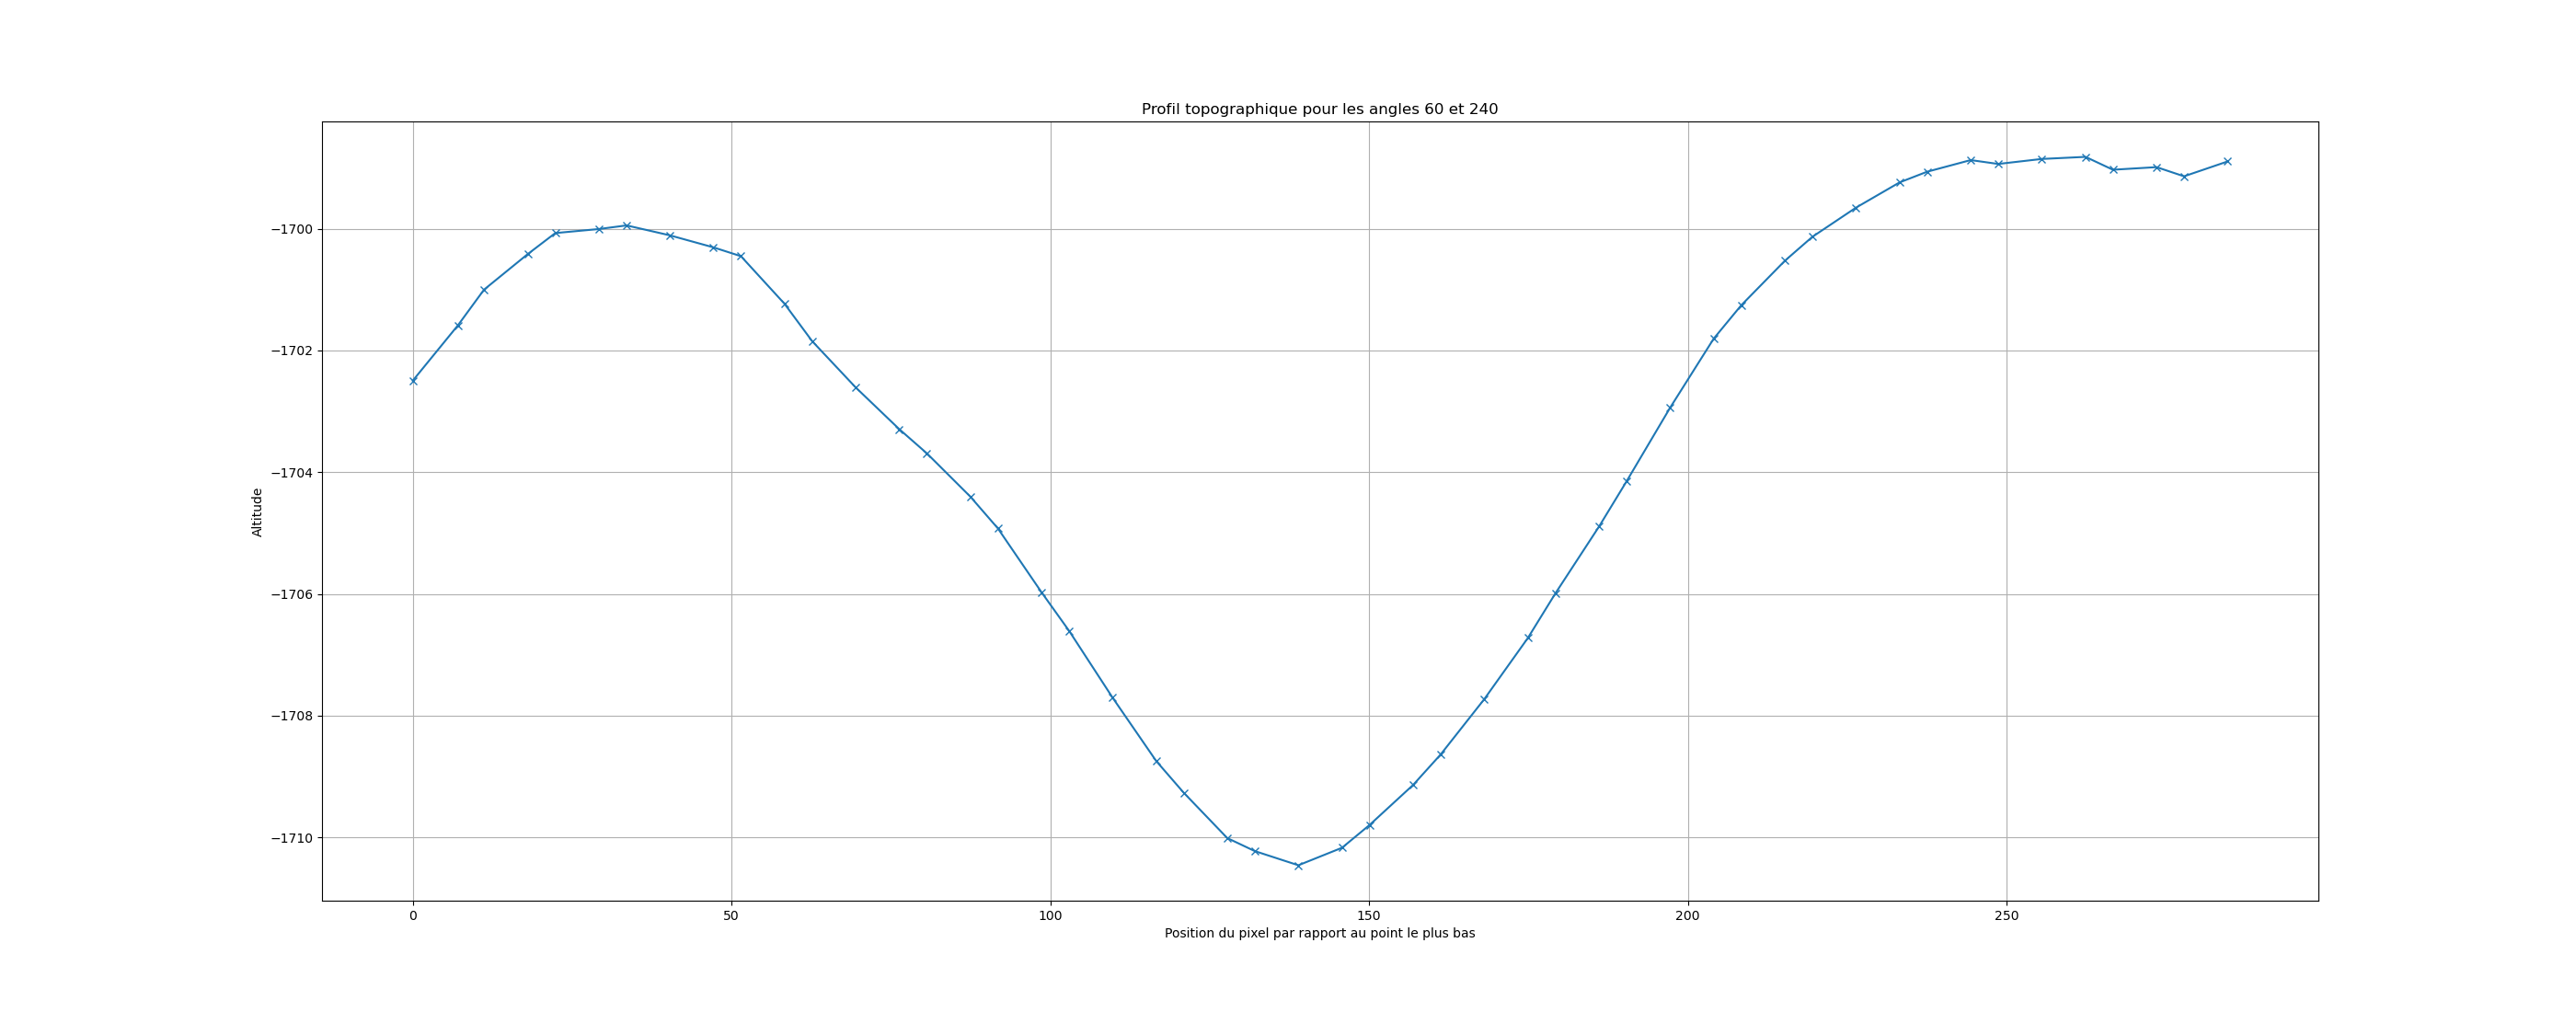 Profil topographique pour les angles 60 et 240
Altitude
−1700
−1702
−1704
−1706
−1708
−1710
0 50 100 150 200 250
Position du pixel par rapport au point le plus bas